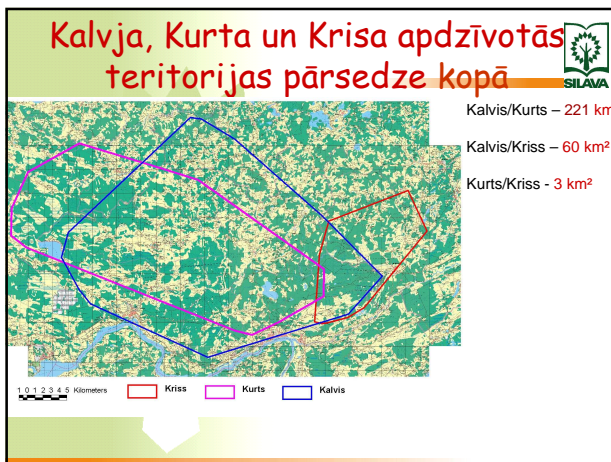 Kalvja, Kurta un Krisa apdzīvotās
teritorijas pārsedze kopā
SILAVA
Kalvis/Kurts – 221 km
Kalvis/Kriss – 60 km²
Kurts/Kriss - 3 km²
1 0 1 2 3 4 5 Kilometers
Kriss
Kurts
Kalvis